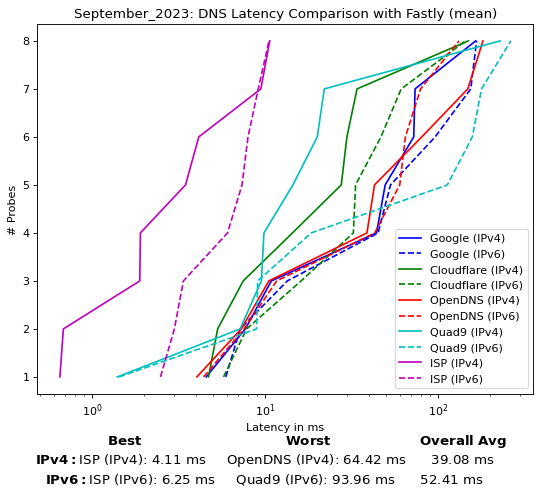 September_2023: DNS Latency Comparison with Fastly (mean)
# Probes
8
7
6
5
4
3
2
1
Google (IPv4)
Google (IPv6)
Cloudflare (IPv4)
Cloudflare (IPv6)
OpenDNS (IPv4)
OpenDNS (IPv6)
Quad9 (IPv4)
Quad9 (IPv6)
ISP (IPv4)
ISP (IPv6)
10⁰ 10¹ 10²
Latency in ms
Best Worst Overall Avg
IPv4: ISP (IPv4): 4.11 ms OpenDNS (IPv4): 64.42 ms 39.08 ms
IPv6: ISP (IPv6): 6.25 ms Quad9 (IPv6): 93.96 ms 52.41 ms